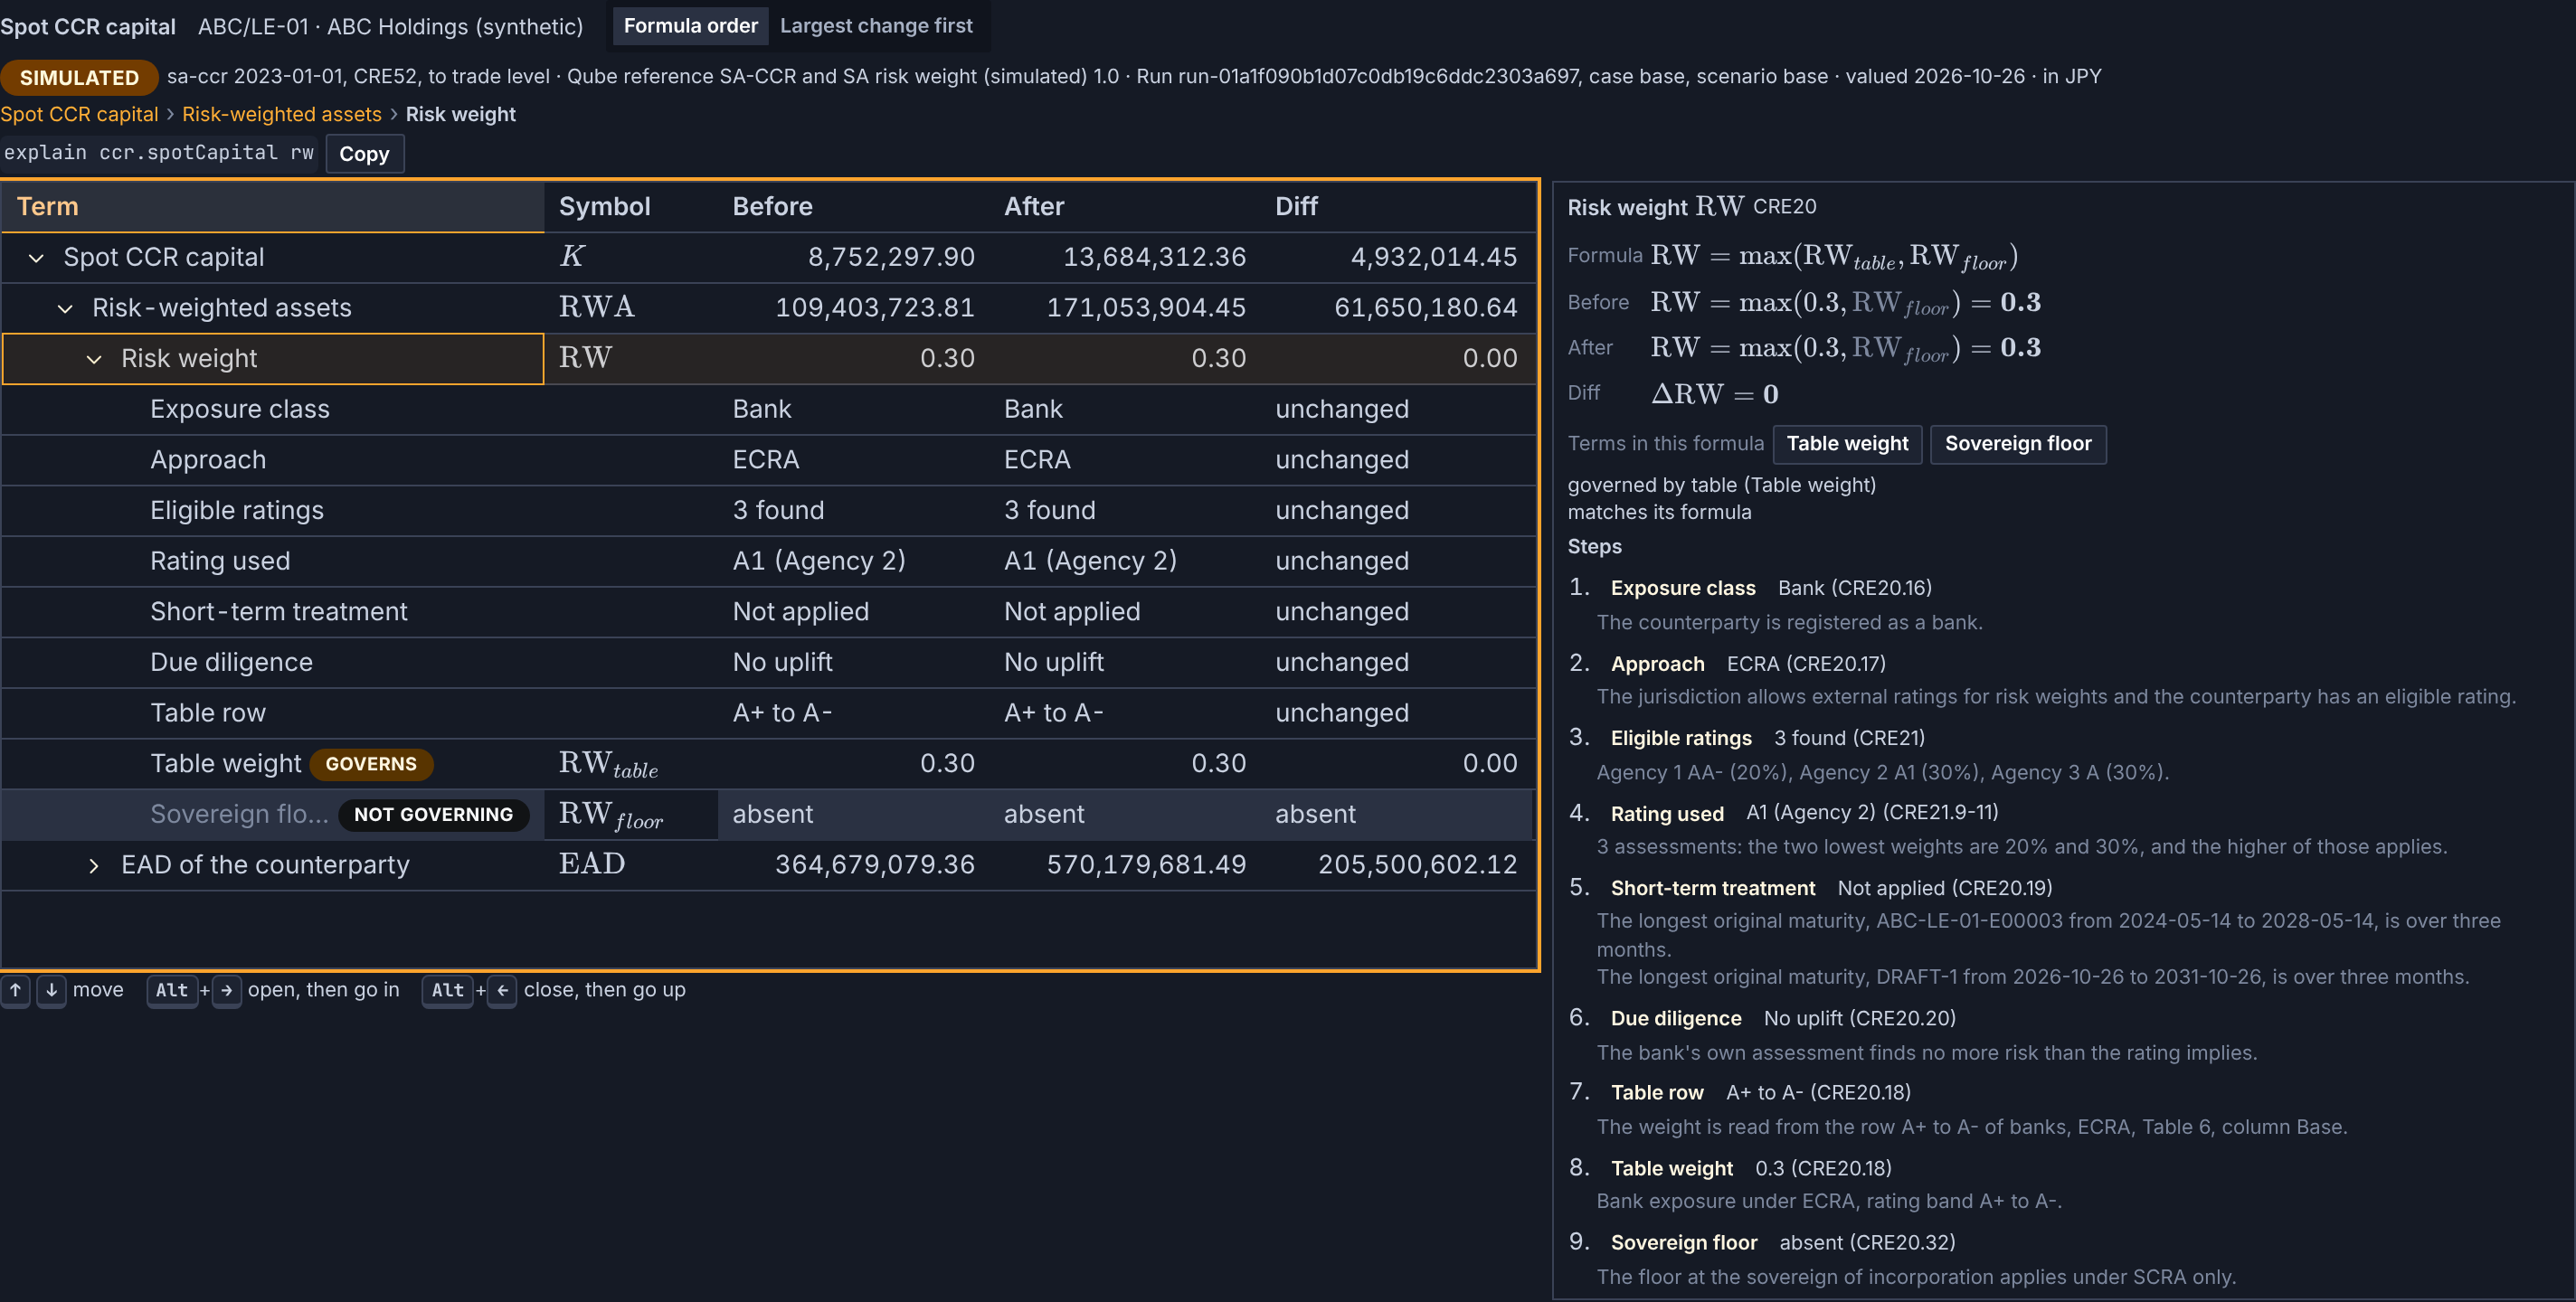 Spot CCR capital ABC/LE-01 · ABC Holdings (synthetic) Formula order Largest change first
SIMULATED sa-ccr 2023-01-01, CRE52, to trade level · Qube reference SA-CCR and SA risk weight (simulated) 1.0 · Run run-01a1f090b1d07c0db19c6ddc2303a697, case base, scenario base · valued 2026-10-26 · in JPY
Spot CCR capital › Risk-weighted assets › Risk weight
explain ccr.spotCapital rw Copy
Term Symbol Before After Diff
Spot CCR capital K 8,752,297.90 13,684,312.36 4,932,014.45
Risk-weighted assets RWA 109,403,723.81 171,053,904.45 61,650,180.64
Risk weight RW 0.30 0.30 0.00
Exposure class Bank Bank unchanged
Approach ECRA ECRA unchanged
Eligible ratings 3 found 3 found unchanged
Rating used A1 (Agency 2) A1 (Agency 2) unchanged
Short-term treatment Not applied Not applied unchanged
Due diligence No uplift No uplift unchanged
Table row A+ to A- A+ to A- unchanged
Table weight GOVERNS RW table 0.30 0.30 0.00
Sovereign flo... NOT GOVERNING RW floor absent absent absent
EAD of the counterparty EAD 364,679,079.36 570,179,681.49 205,500,602.12
↑ ↓ move Alt + → open, then go in Alt + ← close, then go up
Risk weight RW CRE20
Formula RW = max(RW table, RW floor)
Before RW = max(0.3, RW floor) = 0.3
After RW = max(0.3, RW floor) = 0.3
Diff ΔRW = 0
Terms in this formula Table weight Sovereign floor
governed by table (Table weight)
matches its formula
Steps
1. Exposure class Bank (CRE20.16)
The counterparty is registered as a bank.
2. Approach ECRA (CRE20.17)
The jurisdiction allows external ratings for risk weights and the counterparty has an eligible rating.
3. Eligible ratings 3 found (CRE21)
Agency 1 AA- (20%), Agency 2 A1 (30%), Agency 3 A (30%).
4. Rating used A1 (Agency 2) (CRE21.9-11)
3 assessments: the two lowest weights are 20% and 30%, and the higher of those applies.
5. Short-term treatment Not applied (CRE20.19)
The longest original maturity, ABC-LE-01-E00003 from 2024-05-14 to 2028-05-14, is over three
months.
The longest original maturity, DRAFT-1 from 2026-10-26 to 2031-10-26, is over three months.
6. Due diligence No uplift (CRE20.20)
The bank's own assessment finds no more risk than the rating implies.
7. Table row A+ to A- (CRE20.18)
The weight is read from the row A+ to A- of banks, ECRA, Table 6, column Base.
8. Table weight 0.3 (CRE20.18)
Bank exposure under ECRA, rating band A+ to A-.
9. Sovereign floor absent (CRE20.32)
The floor at the sovereign of incorporation applies under SCRA only.